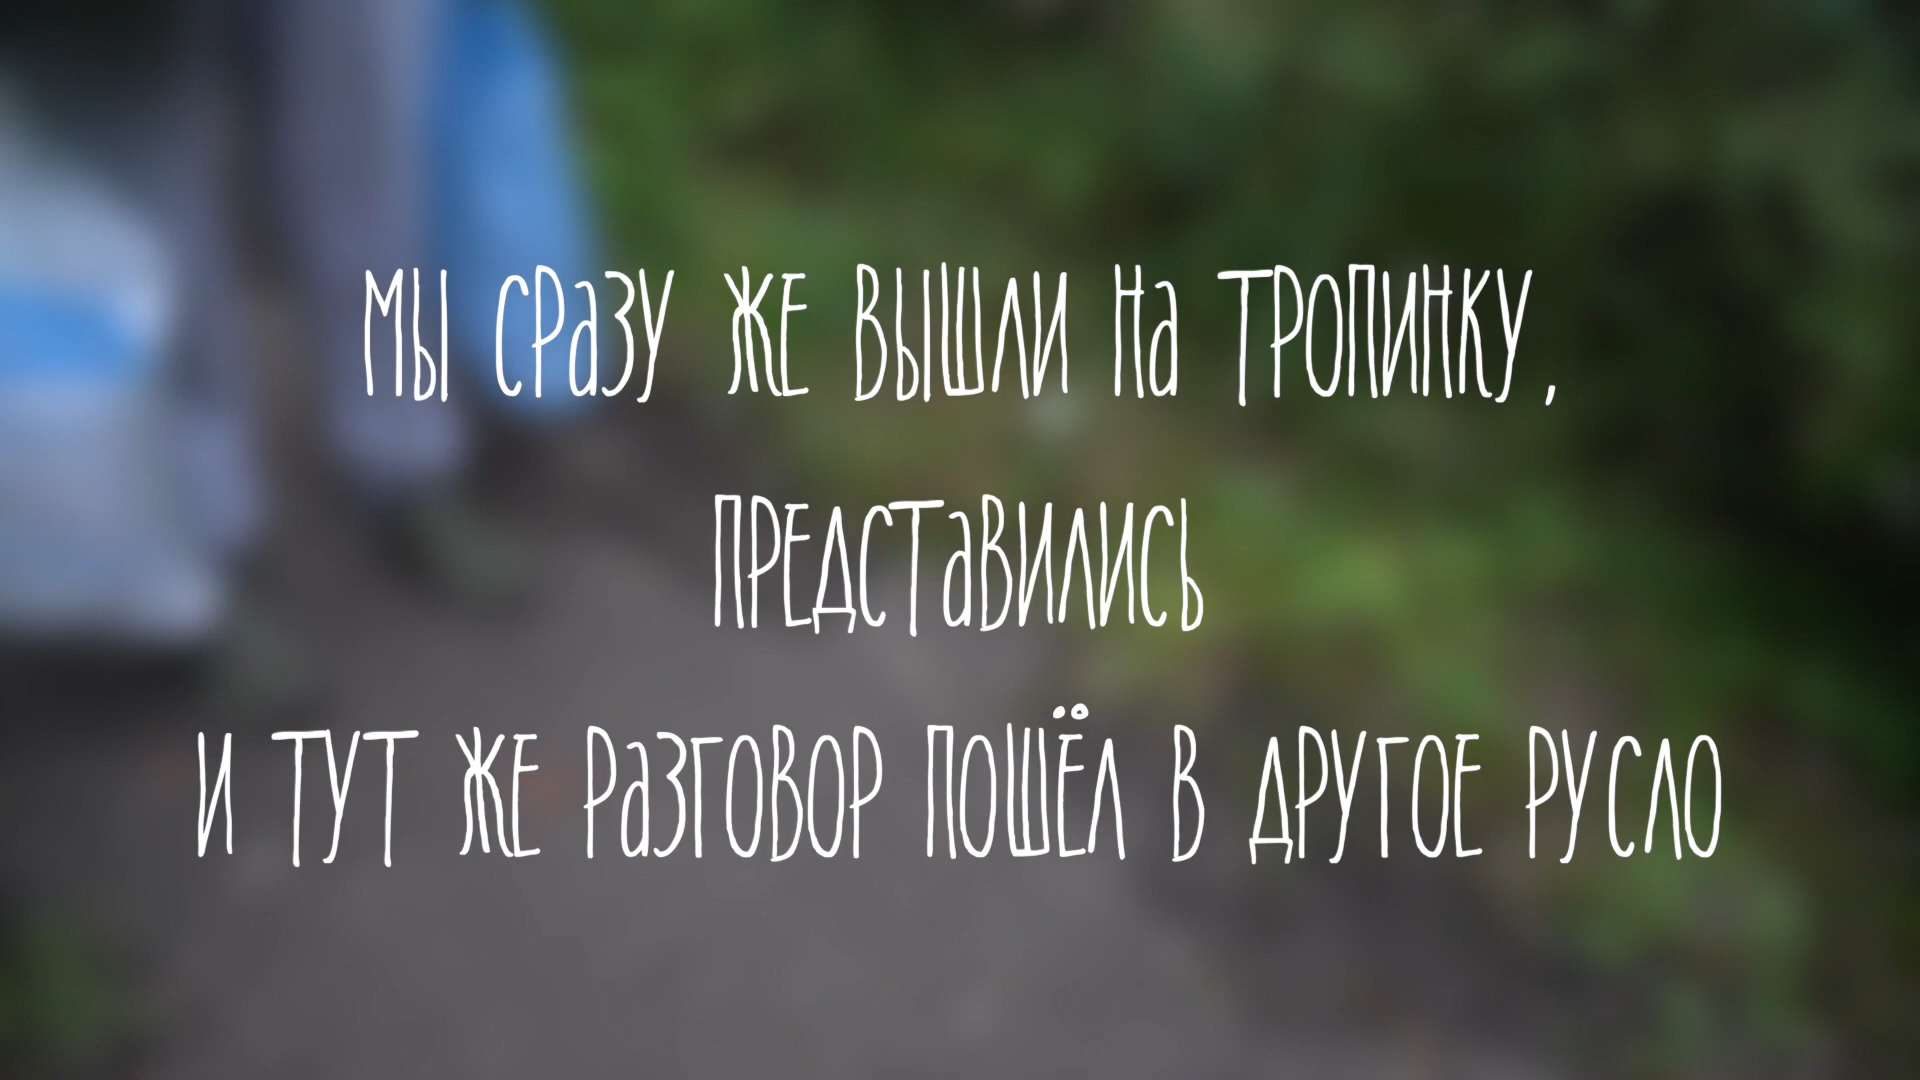 Мы сразу же вышли на тропинку,
представились
и тут же разговор пошёл в другое русло